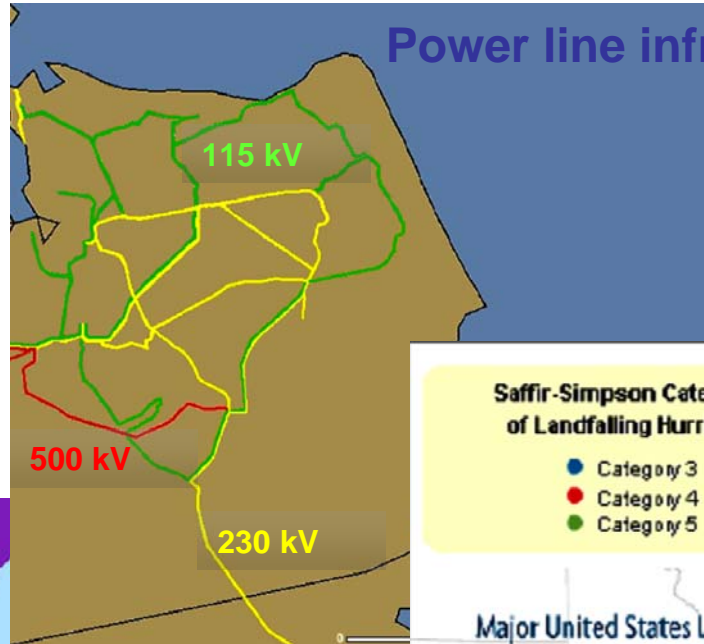 Power line infr
115 kV
500 kV
230 kV
Saffir-Simpson Cate
of Landfalling Hurr
Category 3
Category 4
Category 5
0
Major United States L